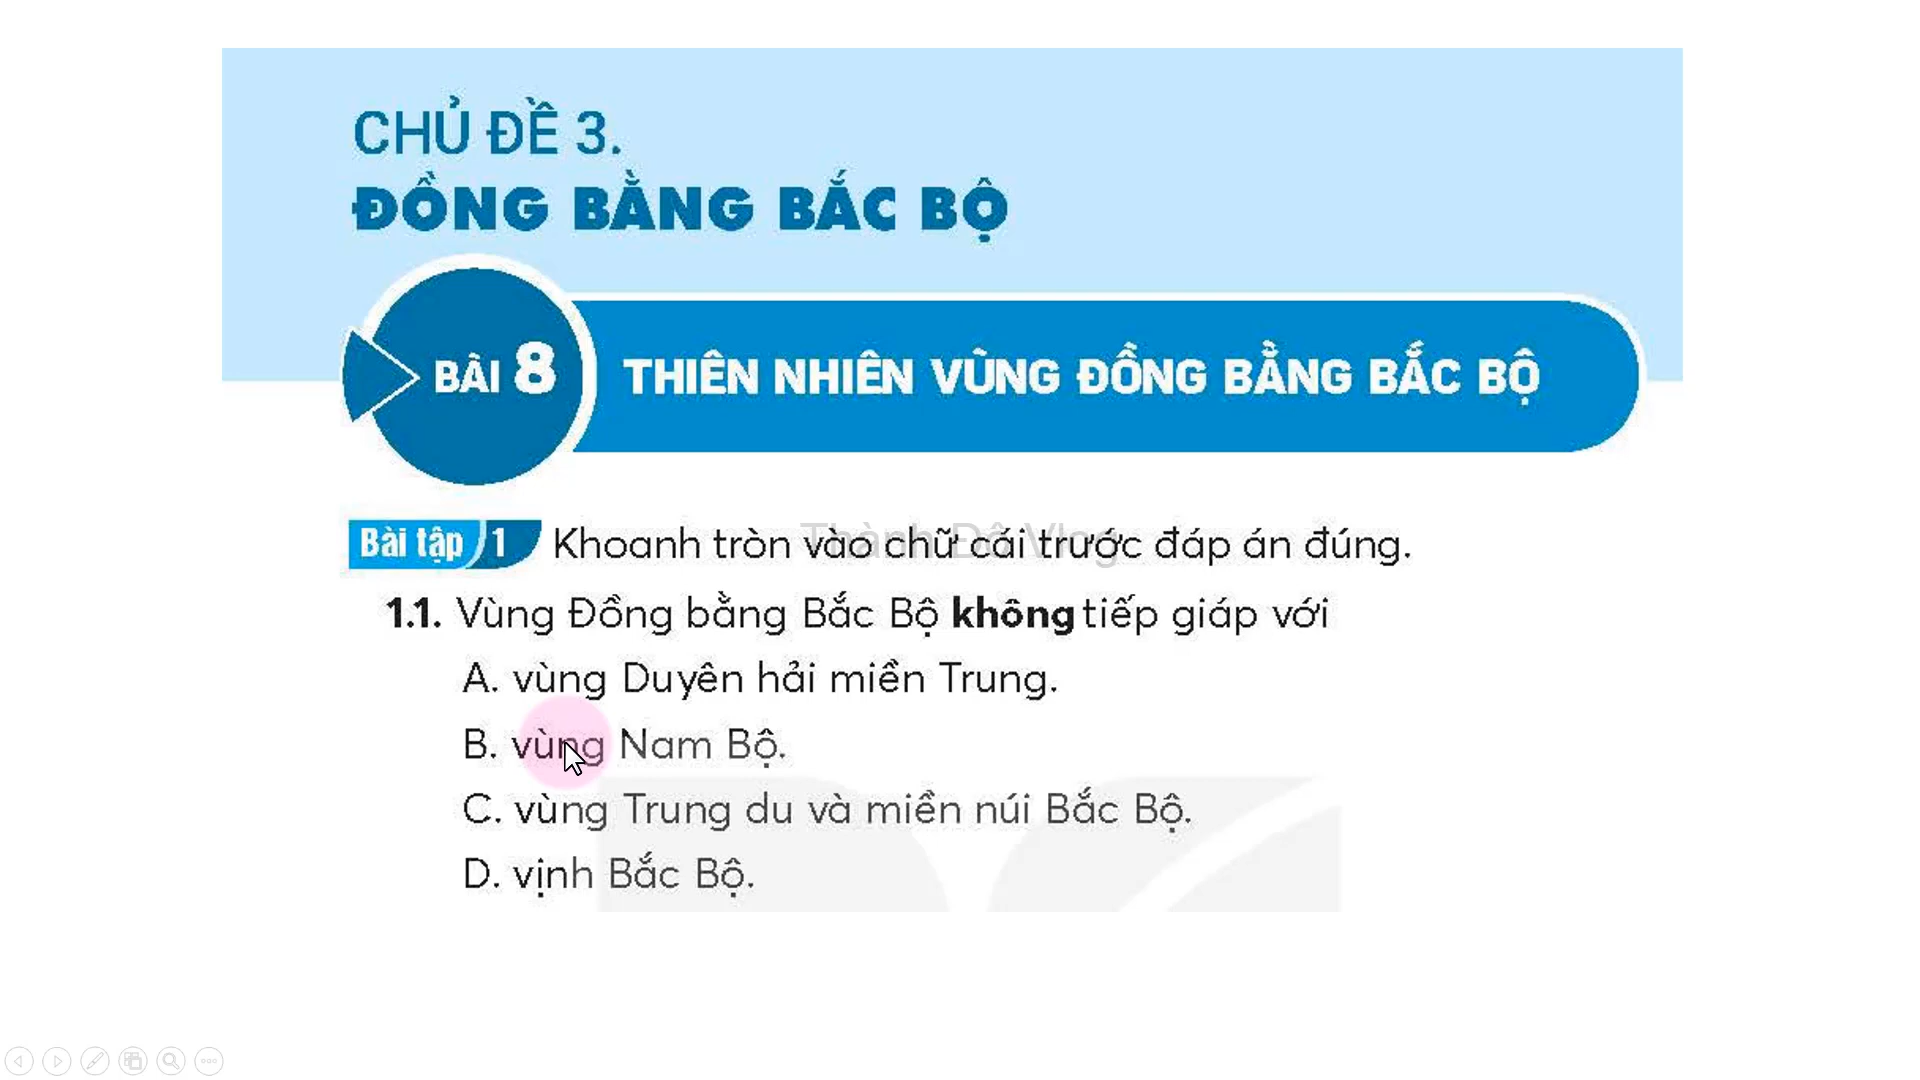 CHỦ ĐỀ 3.
ĐỒNG BẰNG BẮC BỘ
BÀI 8
THIÊN NHIÊN VÙNG ĐỒNG BẰNG BẮC BỘ
Bài tập 1 Khoanh tròn vào chữ cái trước đáp án đúng.
Thành Đô Vlog
1.1. Vùng Đồng bằng Bắc Bộ không tiếp giáp với
A. vùng Duyên hải miền Trung.
B. vùng Nam Bộ.
C. vùng Trung du và miền núi Bắc Bộ.
D. vịnh Bắc Bộ.